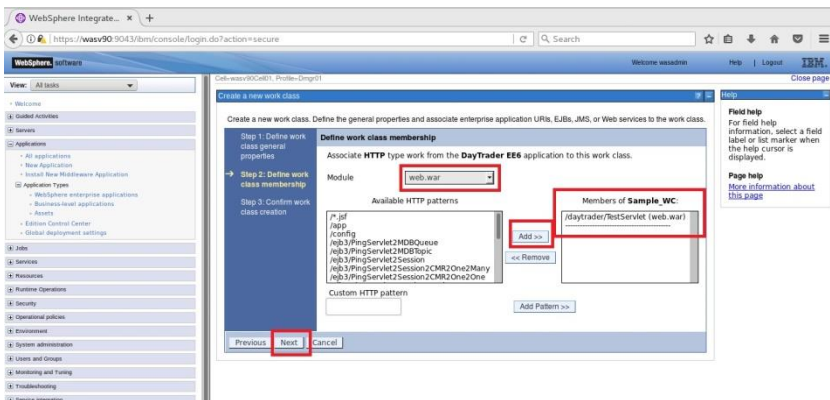 WebSphere Integrate... × +
https://wasv90:9043/ibm/console/login.do?action=secure
Search
WebSphere. software
Welcome wasadmin
Help | Logout
IBM.
View: All tasks
Cell=wasv90Cell01, Profile=Dmgr01
Close page
Welcome
Guided Activities
Servers
Applications
All applications
New Application
Install New Middleware Application
Application Types
WebSphere enterprise applications
Business-level applications
Assets
Edition Control Center
Global deployment settings
Jobs
Services
Resources
Runtime Operations
Security
Operational policies
Environment
System administration
Users and Groups
Monitoring and Tuning
Troubleshooting
Service integration
Create a new work class
Create a new work class. Define the general properties and associate enterprise application URIs, EJBs, JMS, or Web services to the work class.
Step 1: Define work class general properties
Step 2: Define work class membership
Step 3: Confirm work class creation
Define work class membership
Associate HTTP type work from the DayTrader EE6 application to this work class.
Module
web.war
Available HTTP patterns
/*.jsf
/app
/config
/ejb3/PingServlet2MDBQueue
/ejb3/PingServlet2MDBTopic
/ejb3/PingServlet2Session
/ejb3/PingServlet2Session2CMR2One2Many
/ejb3/PingServlet2Session2CMR2One2One
Add >>
<< Remove
Members of Sample_WC:
/daytrader/TestServlet (web.war)
Custom HTTP pattern
Add Pattern >>
Previous Next Cancel
Help
Field help
For field help information, select a field label or list marker when the help cursor is displayed.
Page help
More information about this page